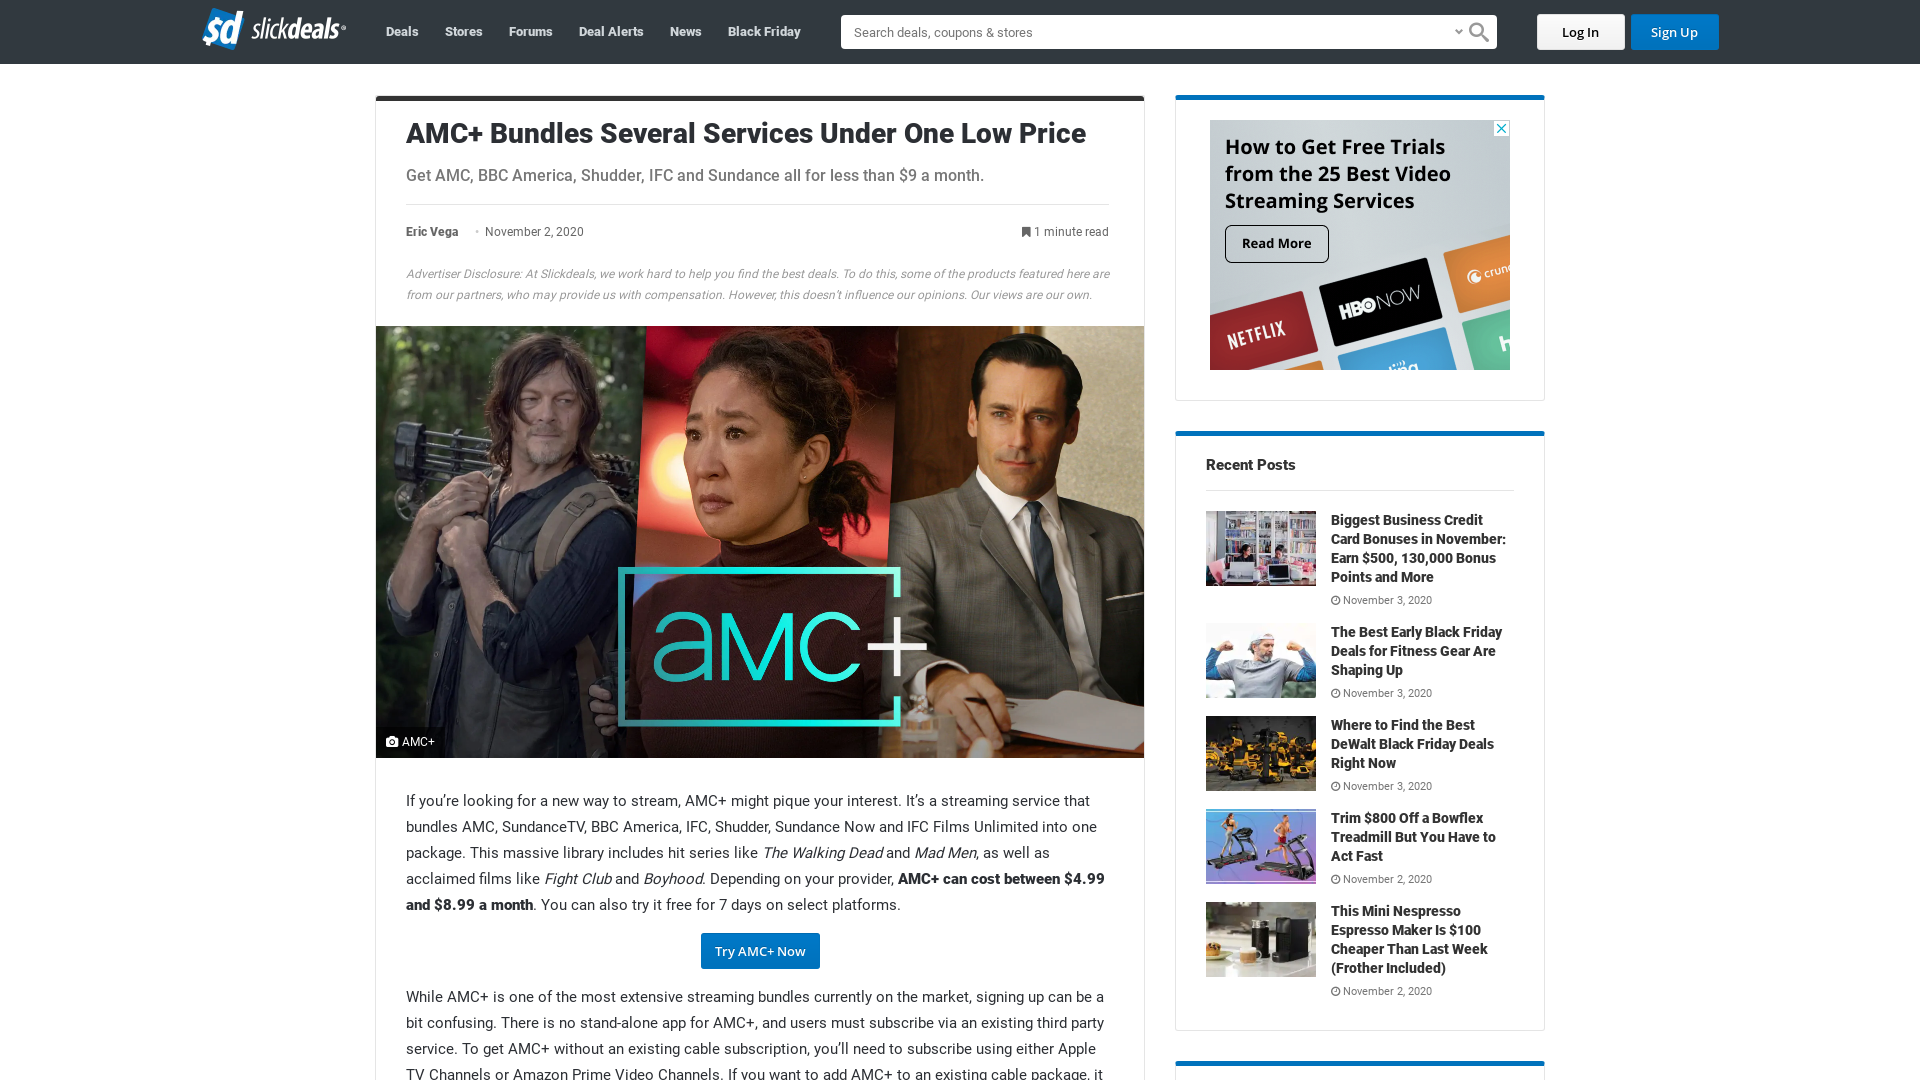 $d slickdeals
Deals Stores Forums Deal Alerts News Black Friday
Search deals, coupons & stores
Log In Sign Up
AMC+ Bundles Several Services Under One Low Price
Get AMC, BBC America, Shudder, IFC and Sundance all for less than $9 a month.
Eric Vega • November 2, 2020 1 minute read
Advertiser Disclosure: At Slickdeals, we work hard to help you find the best deals. To do this, some of the products featured here are
from our partners, who may provide us with compensation. However, this doesn’t influence our opinions. Our views are our own.
aMC+
AMC+
If you’re looking for a new way to stream, AMC+ might pique your interest. It’s a streaming service that
bundles AMC, SundanceTV, BBC America, IFC, Shudder, Sundance Now and IFC Films Unlimited into one
package. This massive library includes hit series like The Walking Dead and Mad Men, as well as
acclaimed films like Fight Club and Boyhood. Depending on your provider, AMC+ can cost between $4.99
and $8.99 a month. You can also try it free for 7 days on select platforms.
Try AMC+ Now
While AMC+ is one of the most extensive streaming bundles currently on the market, signing up can be a
bit confusing. There is no stand-alone app for AMC+, and users must subscribe via an existing third party
service. To get AMC+ without an existing cable subscription, you’ll need to subscribe using either Apple
TV Channels or Amazon Prime Video Channels. If you want to add AMC+ to an existing cable package, it
How to Get Free Trials
from the 25 Best Video
Streaming Services
Read More
NETFLIX
HBO NOW
crunc
ling
h
Recent Posts
Biggest Business Credit
Card Bonuses in November:
Earn $500, 130,000 Bonus
Points and More
November 3, 2020
The Best Early Black Friday
Deals for Fitness Gear Are
Shaping Up
November 3, 2020
Where to Find the Best
DeWalt Black Friday Deals
Right Now
November 3, 2020
Trim $800 Off a Bowflex
Treadmill But You Have to
Act Fast
November 2, 2020
This Mini Nespresso
Espresso Maker Is $100
Cheaper Than Last Week
(Frother Included)
November 2, 2020